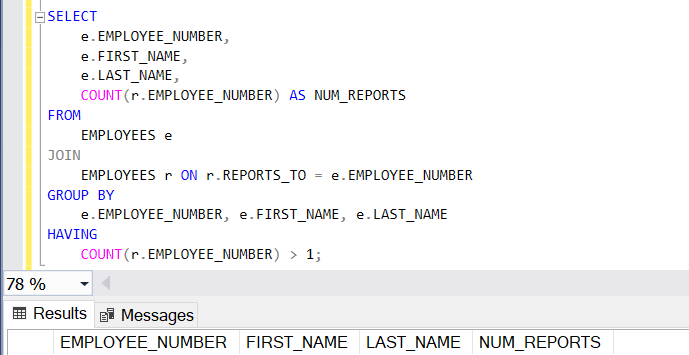 SELECT
e.EMPLOYEE_NUMBER,
e.FIRST_NAME,
e.LAST_NAME,
COUNT(r.EMPLOYEE_NUMBER) AS NUM_REPORTS
FROM
EMPLOYEES e
JOIN
EMPLOYEES r ON r.REPORTS_TO = e.EMPLOYEE_NUMBER
GROUP BY
e.EMPLOYEE_NUMBER, e.FIRST_NAME, e.LAST_NAME
HAVING
COUNT(r.EMPLOYEE_NUMBER) > 1;
78 %
Results Messages
EMPLOYEE_NUMBER FIRST_NAME LAST_NAME NUM_REPORTS